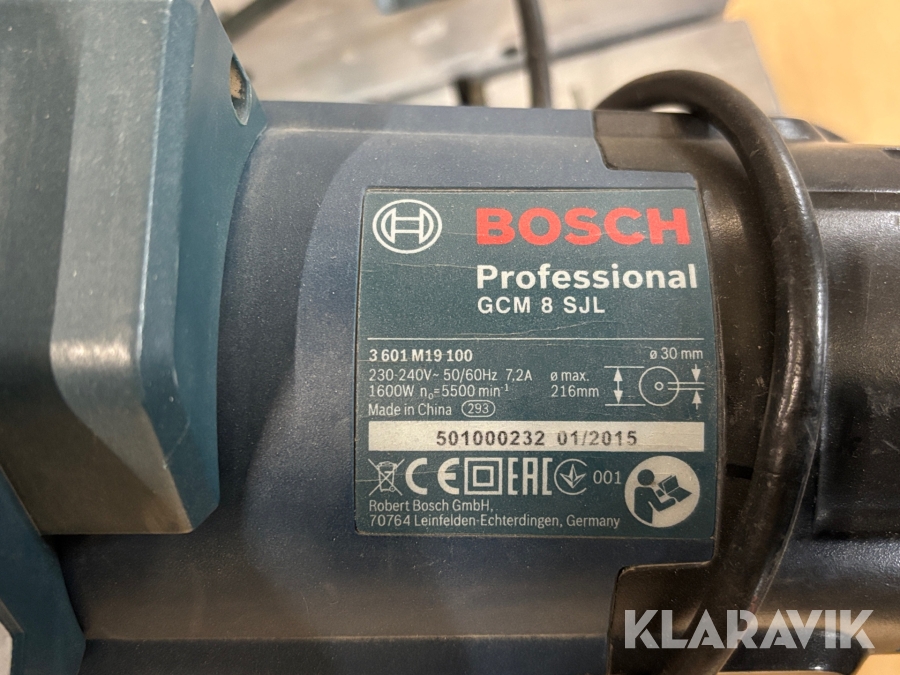 BOSCH
Professional
GCM 8 SJL
3 601 M19 100
ø 30 mm
230-240V~ 50/60Hz 7,2A
ø max.
1600W n₀=5500 min⁻¹
216mm
Made in China 293
501000232 01/2015
CE EAC 001
Robert Bosch GmbH,
70764 Leinfelden-Echterdingen, Germany
KLARAVIK